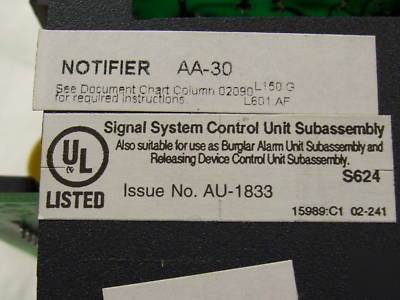 NOTIFIER AA-30
See Document Chart Column 02090 L150 G
for required instructions. L601 AF
UL
LISTED
Signal System Control Unit Subassembly
Also suitable for use as Burglar Alarm Unit Subassembly and
Releasing Device Control Unit Subassembly.
S624
Issue No. AU-1833
15989:C1 02-241